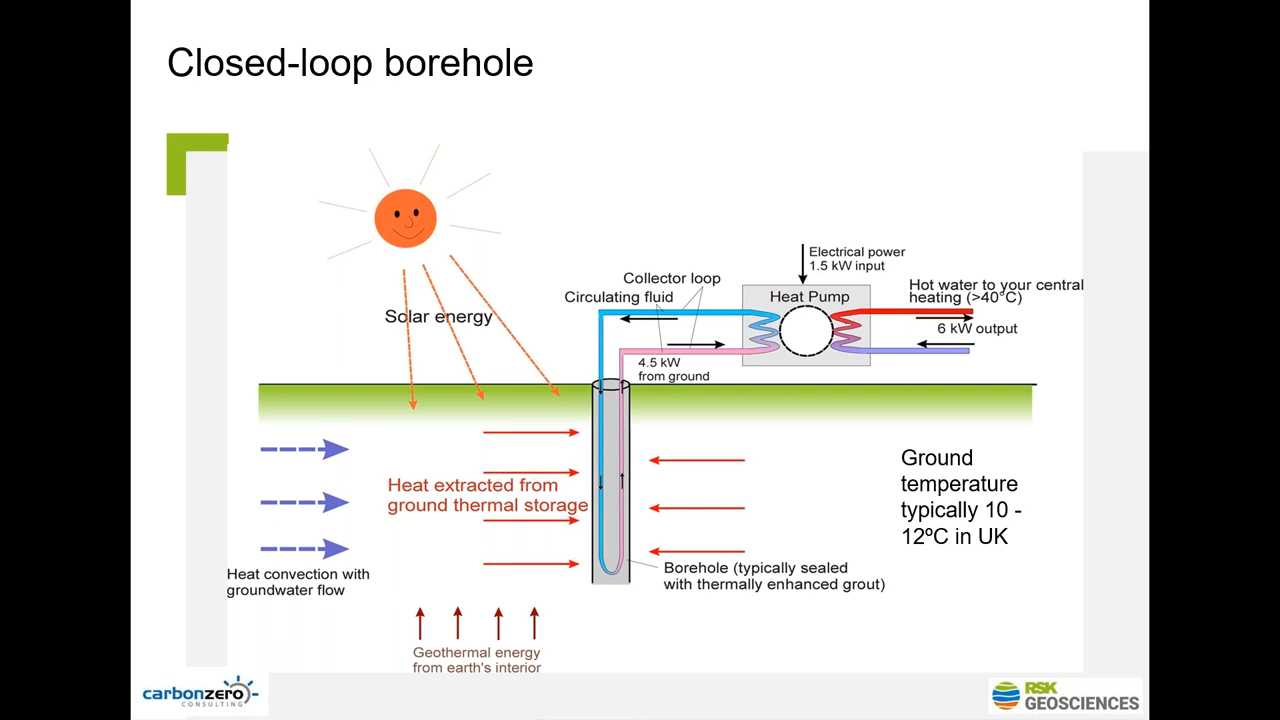 Closed-loop borehole
Electrical power
1.5 kW input
Collector loop
Circulating fluid
Heat Pump
Hot water to your central
heating (>40°C)
Solar energy
6 kW output
4.5 kW
from ground
Heat extracted from
ground thermal storage
Ground
temperature
typically 10 -
12ºC in UK
Heat convection with
groundwater flow
Borehole (typically sealed
with thermally enhanced grout)
Geothermal energy
from earth's interior
carbonzero
CONSULTING
RSK
GEOSCIENCES